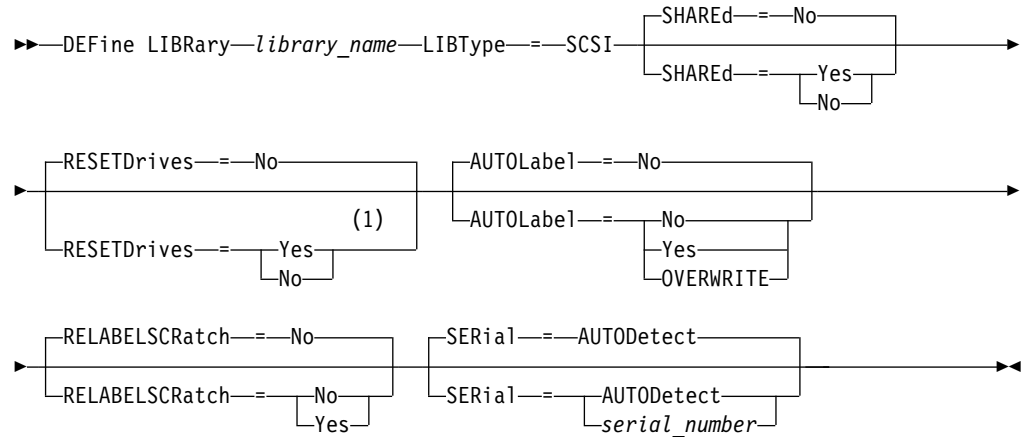 SHAREd = No
DEFine LIBRary library_name LIBType = SCSI
SHAREd = Yes
No
RESETDrives = No
AUTOLabel = No
(1)
RESETDrives = Yes
No
AUTOLabel = No
Yes
OVERWRITE
RELABELSCRatch = No
SERial = AUTODetect
RELABELSCRatch = No
Yes
SERial = AUTODetect
serial_number